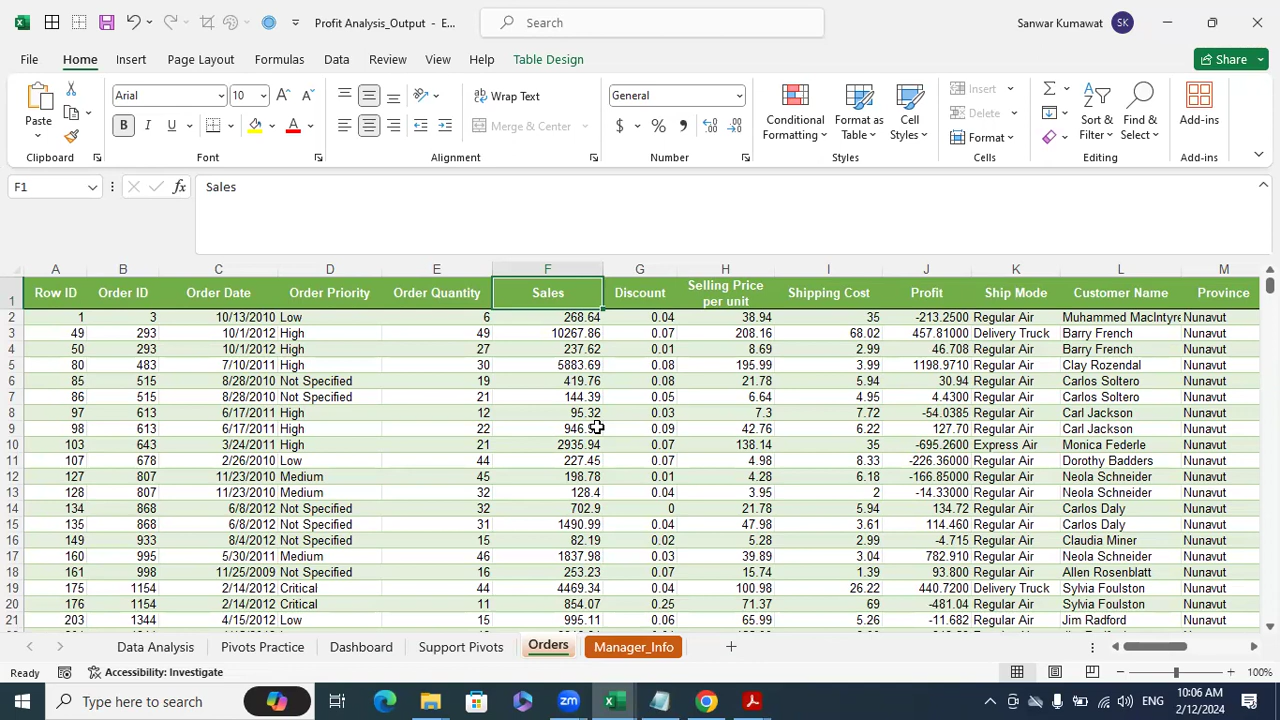 Profit Analysis_Output - E...
Search
Sanwar Kumawat
SK
File Home Insert Page Layout Formulas Data Review View Help Table Design
Share
Paste
Arial
10
Wrap Text
Merge & Center
General
Conditional Formatting
Format as Table
Cell Styles
Insert
Delete
Format
Sort & Filter
Find & Select
Add-ins
Clipboard Font Alignment Number Styles Cells Editing Add-ins
F1
fx
Sales
A B C D E F G H I J K L M
1 Row ID Order ID Order Date Order Priority Order Quantity Sales Discount Selling Price per unit Shipping Cost Profit Ship Mode Customer Name Province
2 1 3 10/13/2010 Low 6 268.64 0.04 38.94 35 -213.2500 Regular Air Muhammed MacIntyre Nunavut
3 49 293 10/1/2012 High 49 10267.86 0.07 208.16 68.02 457.81000 Delivery Truck Barry French Nunavut
4 50 293 10/1/2012 High 27 237.62 0.01 8.69 2.99 46.708 Regular Air Barry French Nunavut
5 80 483 7/10/2011 High 30 5883.69 0.08 195.99 3.99 1198.9710 Regular Air Clay Rozendal Nunavut
6 85 515 8/28/2010 Not Specified 19 419.76 0.08 21.78 5.94 30.94 Regular Air Carlos Soltero Nunavut
7 86 515 8/28/2010 Not Specified 21 144.39 0.05 6.64 4.95 4.43000 Regular Air Carlos Soltero Nunavut
8 97 613 6/17/2011 High 12 95.32 0.03 7.3 7.72 -54.0385 Regular Air Carl Jackson Nunavut
9 98 613 6/17/2011 High 22 0.09 42.76 6.22 127.70 Regular Air Carl Jackson Nunavut
10 103 643 3/24/2011 High 21 2935.94 0.07 138.14 35 -695.2600 Express Air Monica Federle Nunavut
11 107 678 2/26/2010 Low 44 227.45 0.07 4.98 8.33 -226.36000 Regular Air Dorothy Badders Nunavut
12 127 807 11/23/2010 Medium 45 198.78 0.01 4.28 6.18 -166.85000 Regular Air Neola Schneider Nunavut
13 128 807 11/23/2010 Medium 32 128.4 0.04 3.95 2 -14.33000 Regular Air Neola Schneider Nunavut
14 134 868 6/8/2012 Not Specified 32 702.9 0 21.78 5.94 134.72 Regular Air Carlos Daly Nunavut
15 135 868 6/8/2012 Not Specified 31 1490.99 0.04 47.98 3.61 114.460 Regular Air Carlos Daly Nunavut
16 149 933 8/4/2012 Not Specified 15 82.19 0.02 5.28 2.99 -4.715 Regular Air Claudia Miner Nunavut
17 160 995 5/30/2011 Medium 46 1837.98 0.03 39.89 3.04 782.910 Regular Air Neola Schneider Nunavut
18 161 998 11/25/2009 Not Specified 16 253.23 0.07 15.74 1.39 93.800 Regular Air Allen Rosenblatt Nunavut
19 175 1154 2/14/2012 Critical 44 4469.34 0.04 100.98 26.22 440.7200 Delivery Truck Sylvia Foulston Nunavut
20 176 1154 2/14/2012 Critical 11 854.07 0.25 71.37 69 -481.04 Regular Air Sylvia Foulston Nunavut
21 203 1344 4/15/2012 Low 15 995.11 0.06 65.99 5.26 -11.682 Regular Air Jim Radford Nunavut
Data Analysis Pivots Practice Dashboard Support Pivots Orders Manager_Info
Ready
Accessibility: Investigate
100%
Type here to search
ENG
10:06 AM
2/12/2024